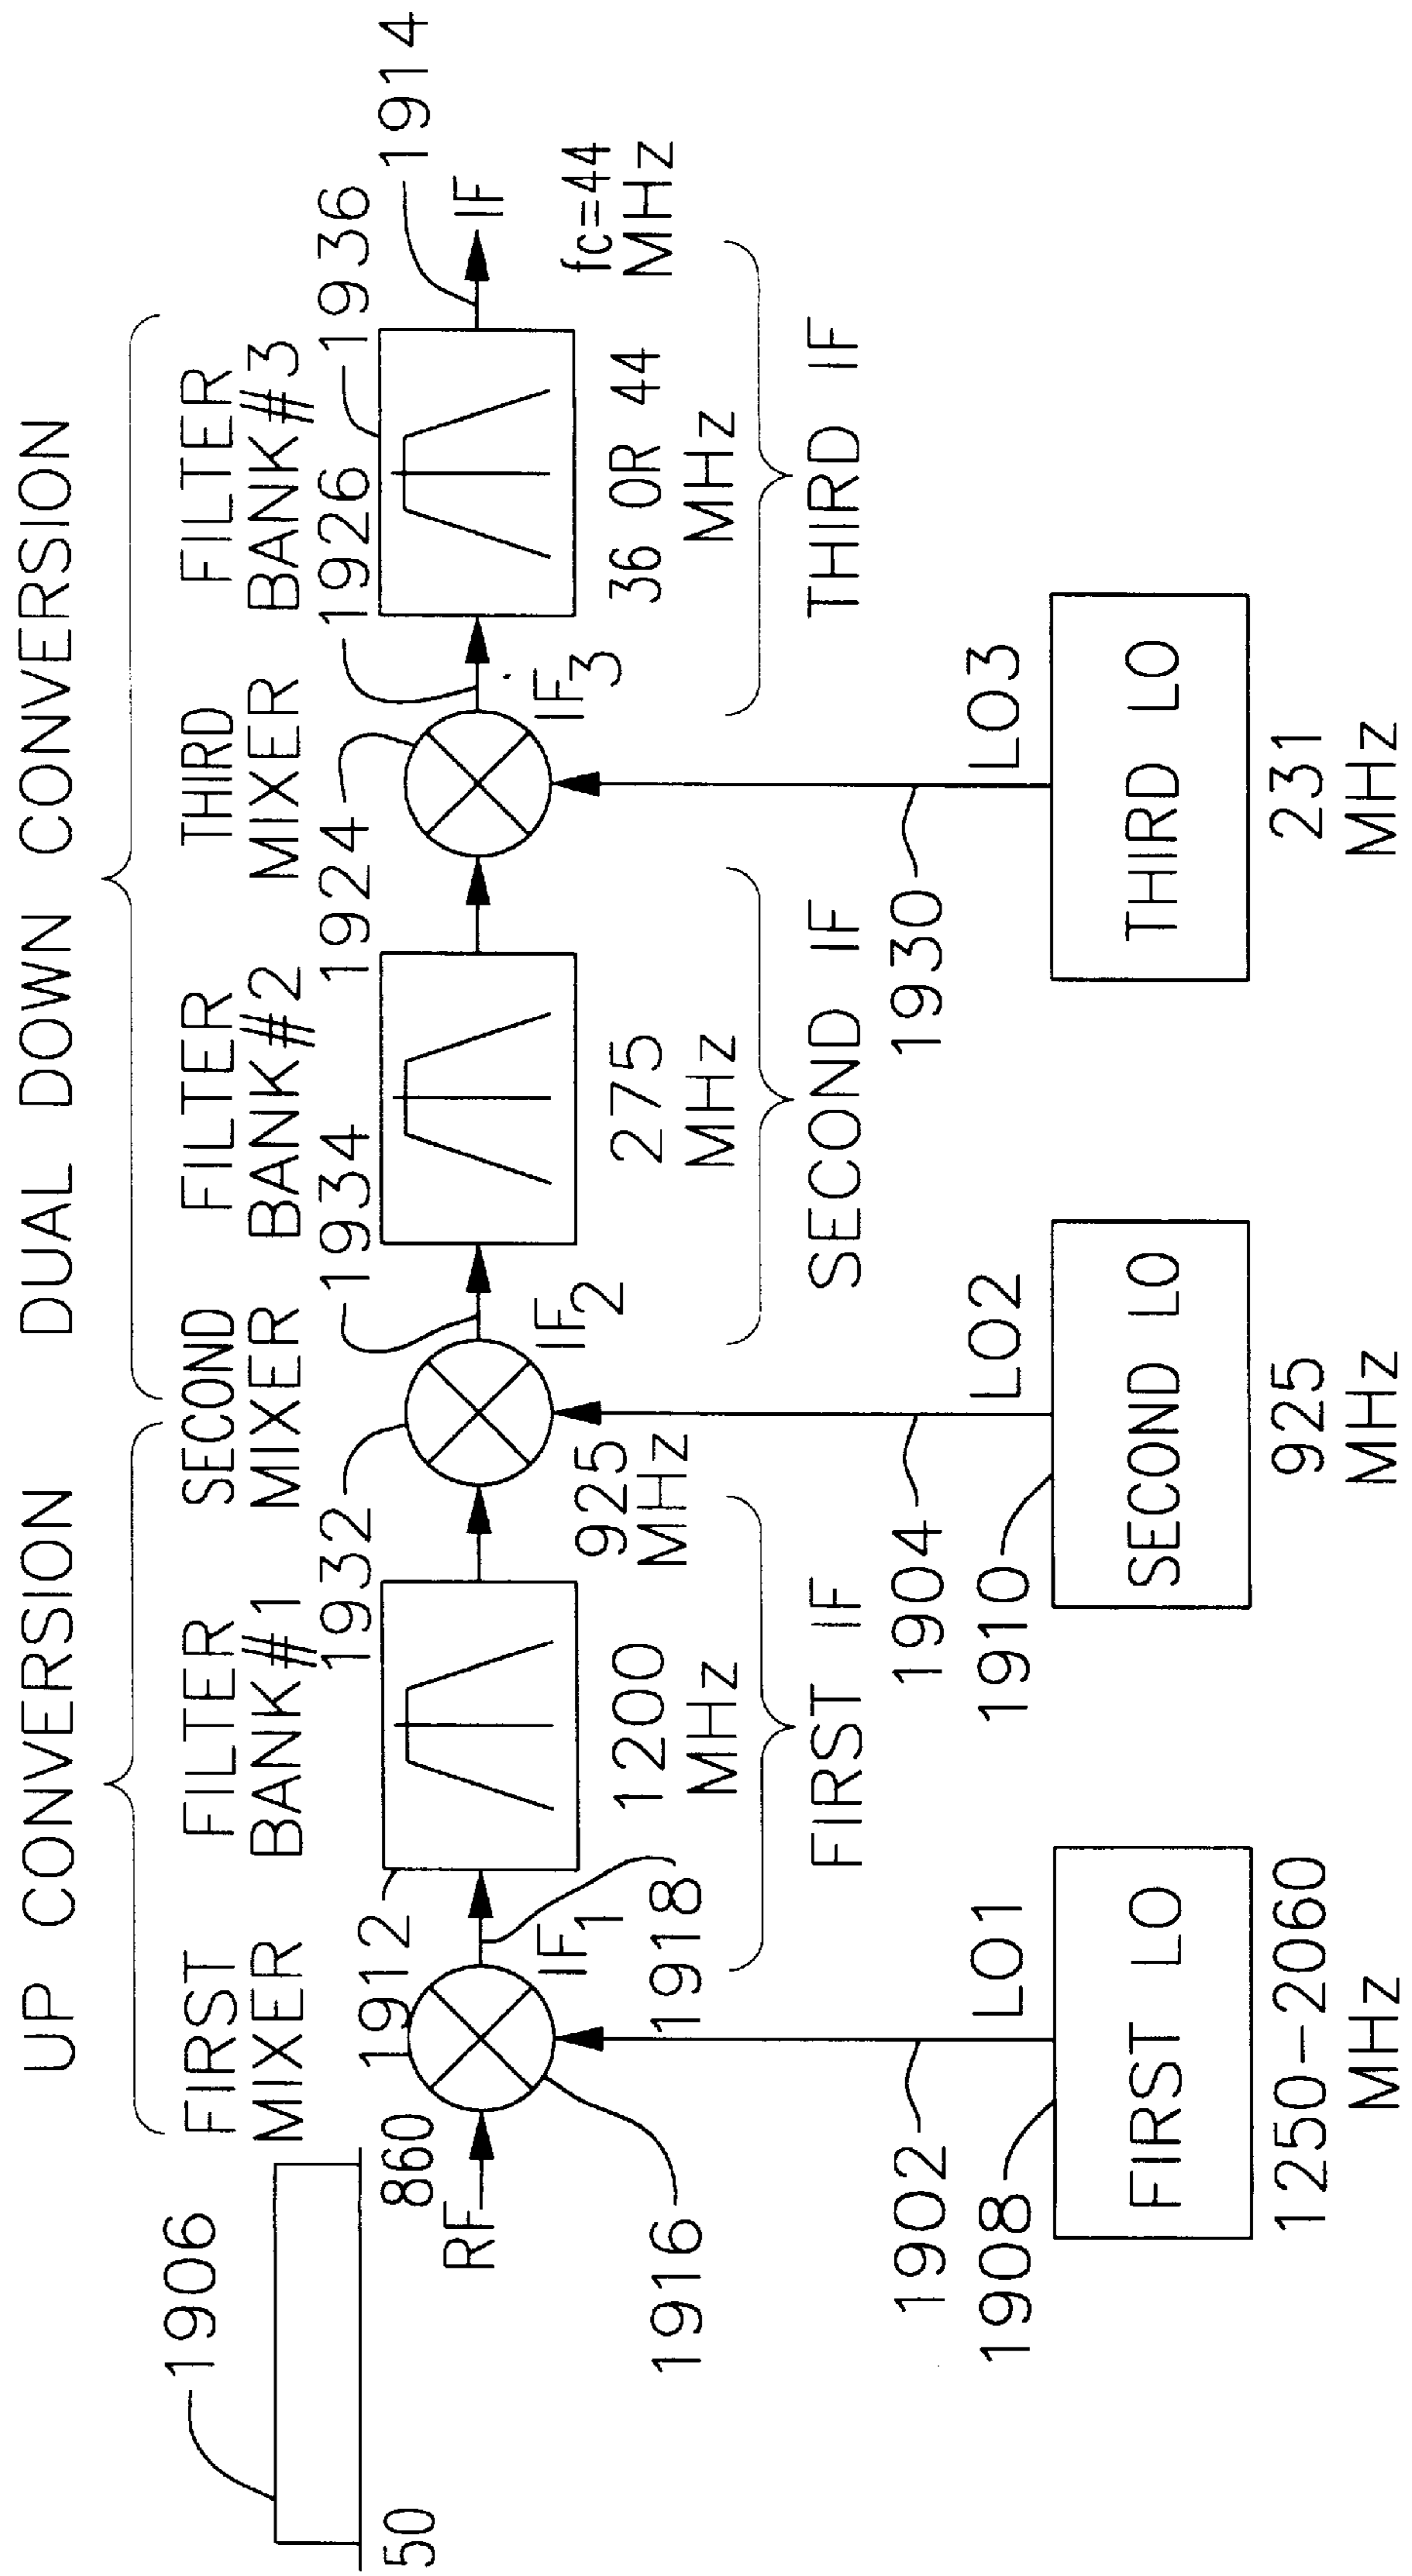 UP CONVERSION
DUAL DOWN CONVERSION
1906
50
860
FIRST
MIXER
FILTER
BANK#1
SECOND
MIXER
FILTER
BANK#2
THIRD
MIXER
FILTER
BANK#3
1912
1932
1934
1924
1926
1936
1914
RF
IF
IF1
IF2
IF3
fc=44
MHz
1916
1918
1200
MHz
925
MHz
275
MHz
36 OR 44
MHz
FIRST IF
SECOND IF
THIRD IF
1902
1904
1930
1908
1910
LO1
LO2
LO3
FIRST LO
SECOND LO
THIRD LO
1250-2060
MHz
925
MHz
231
MHz